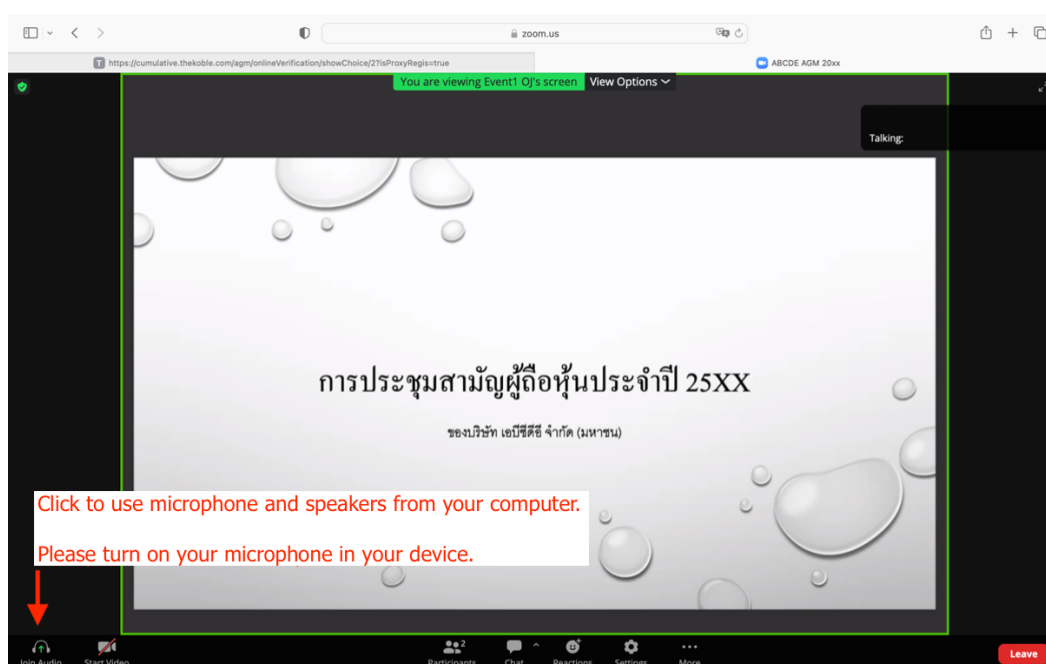 zoom.us
T https://cumulative.thekoble.com/agm/onlineVerification/showChoice/2?isProxyRegis=true
ABCDE AGM 20xx
You are viewing Event1 OJ's screen View Options
Talking:
การประชุมสามัญผู้ถือหุ้นประจำปี 25XX
ของบริษัท เอบีซีดีอี จำกัด (มหาชน)
Click to use microphone and speakers from your computer.
Please turn on your microphone in your device.
2
Join Audio Start Video Participants Chat Reactions Settings More Leave